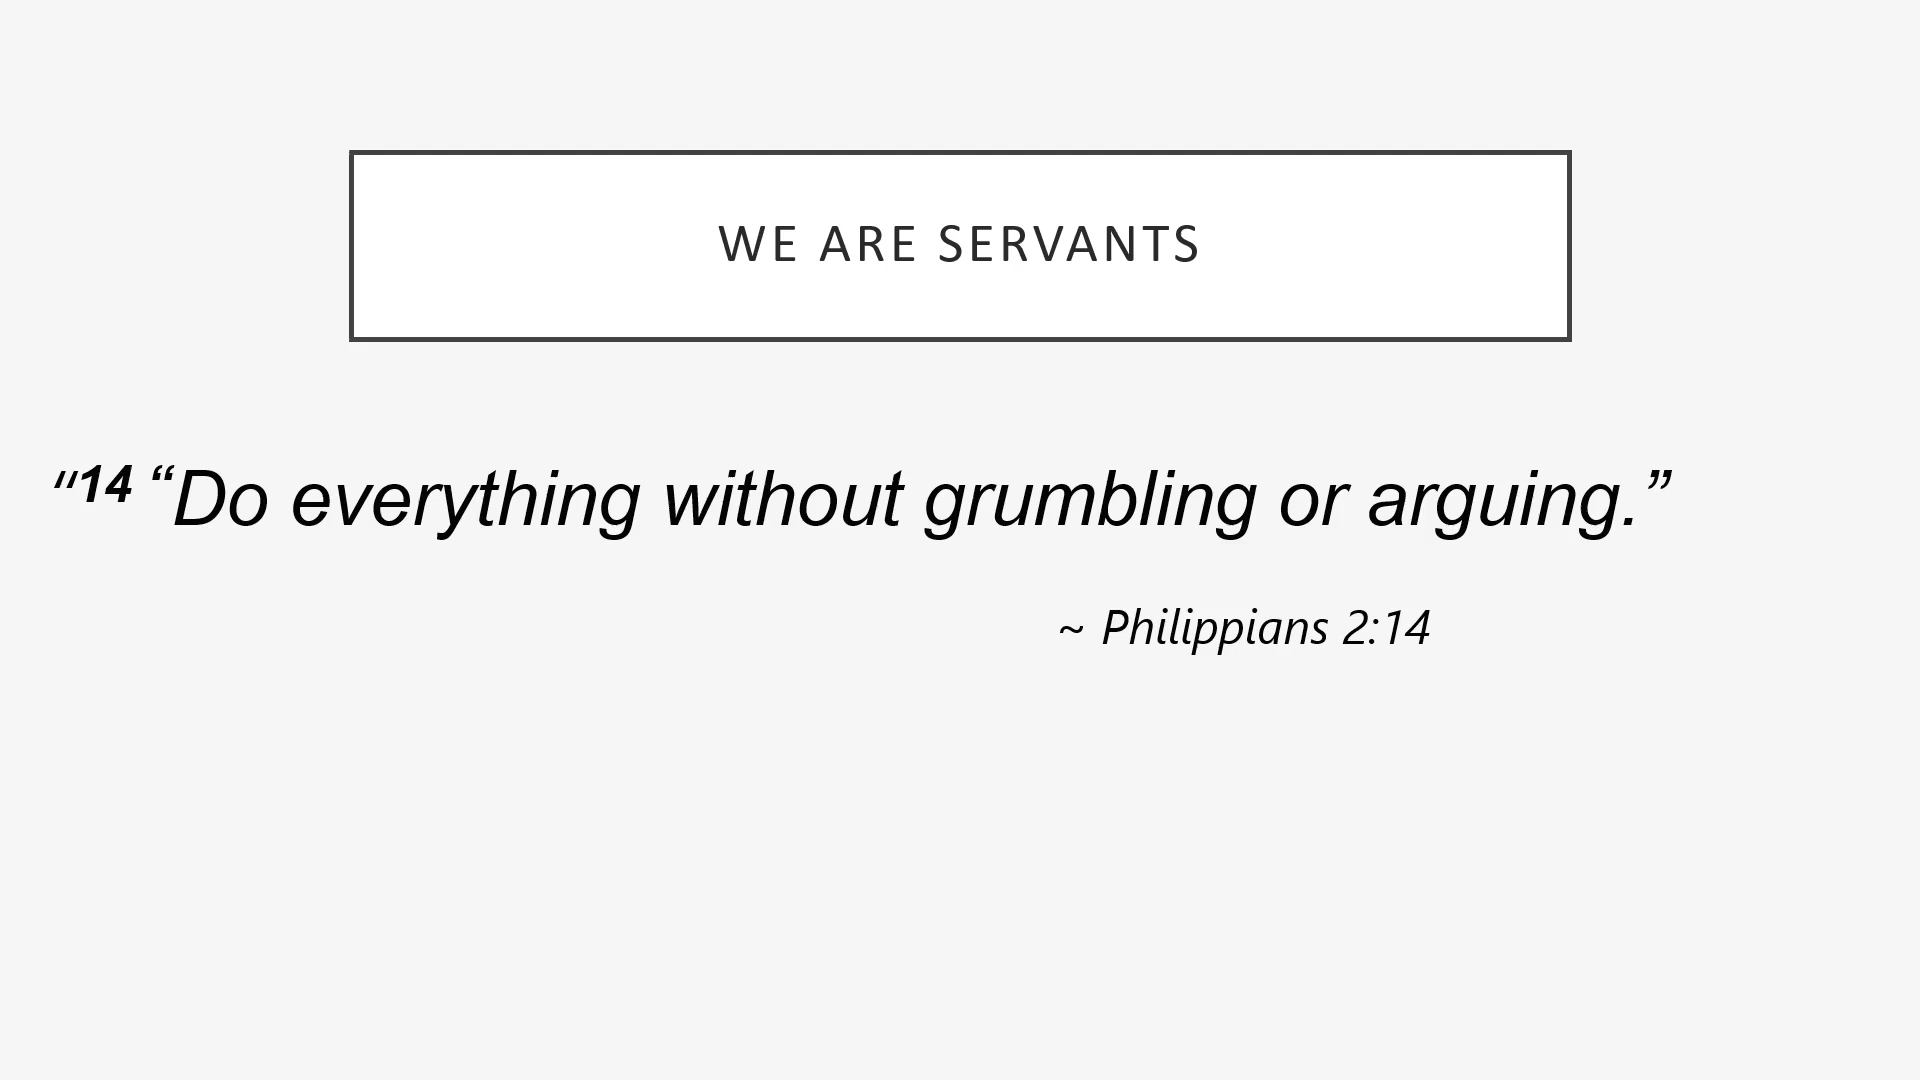 WE ARE SERVANTS
"14 “Do everything without grumbling or arguing.”
~ Philippians 2:14